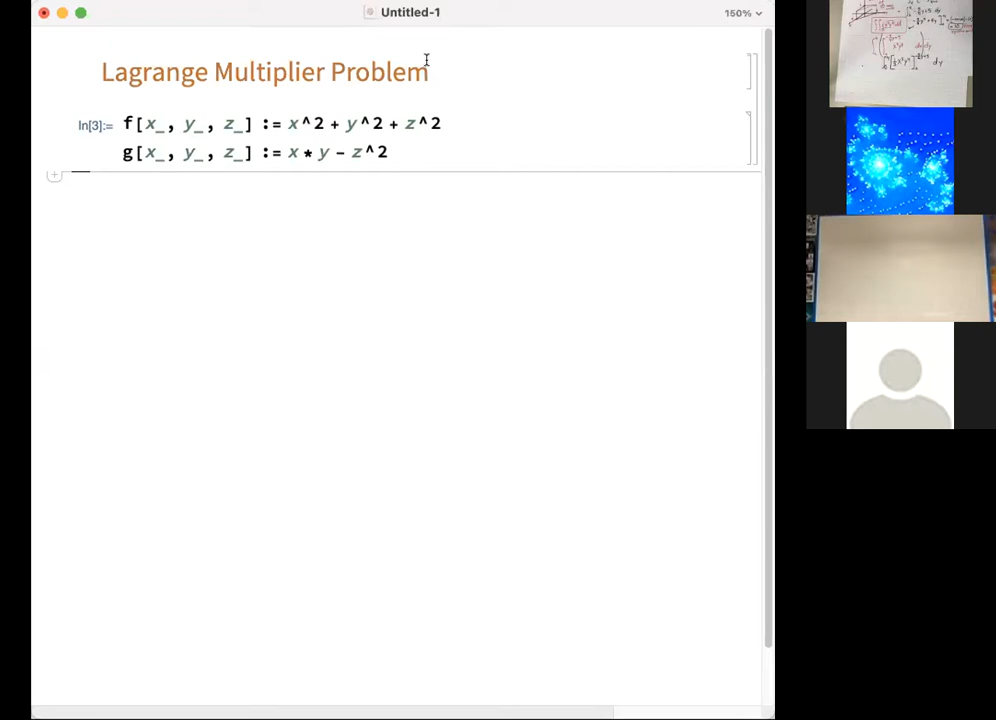 Untitled-1
150%
Lagrange Multiplier Problem
In[3]:= f[x_, y_, z_] := x^2 + y^2 + z^2
g[x_, y_, z_] := x * y - z^2